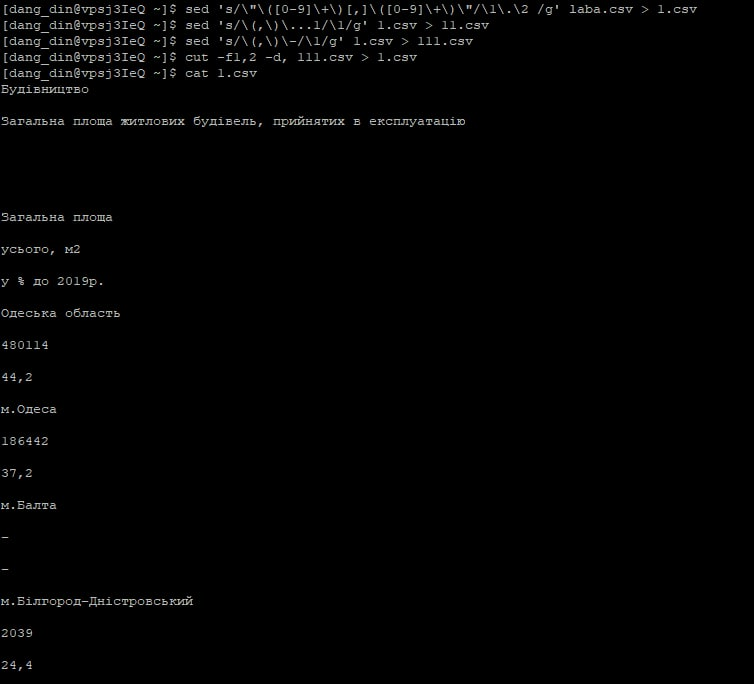 [dang_din@vpsj3IeQ ~]$ sed 's/\"\([0-9]\+\)[,]\([0-9]\+\)\"/\1\.\2 /g' laba.csv > 1.csv
[dang_din@vpsj3IeQ ~]$ sed 's/\(,\)\...1/\1/g' 1.csv > 11.csv
[dang_din@vpsj3IeQ ~]$ sed 's/\(,\)\-/\1/g' 1.csv > 111.csv
[dang_din@vpsj3IeQ ~]$ cut -f1,2 -d, 111.csv > 1.csv
[dang_din@vpsj3IeQ ~]$ cat 1.csv
Будівництво
Загальна площа житлових будівель, прийнятих в експлуатацію
Загальна площа
усього, м2
у % до 2019р.
Одеська область
480114
44,2
м.Одеса
186442
37,2
м.Балта
-
-
м.Білгород-Дністровський
2039
24,4